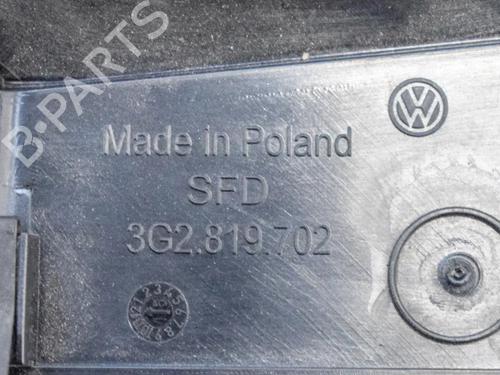 B-PARTS
Made in Poland
SFD
3G2.819.702